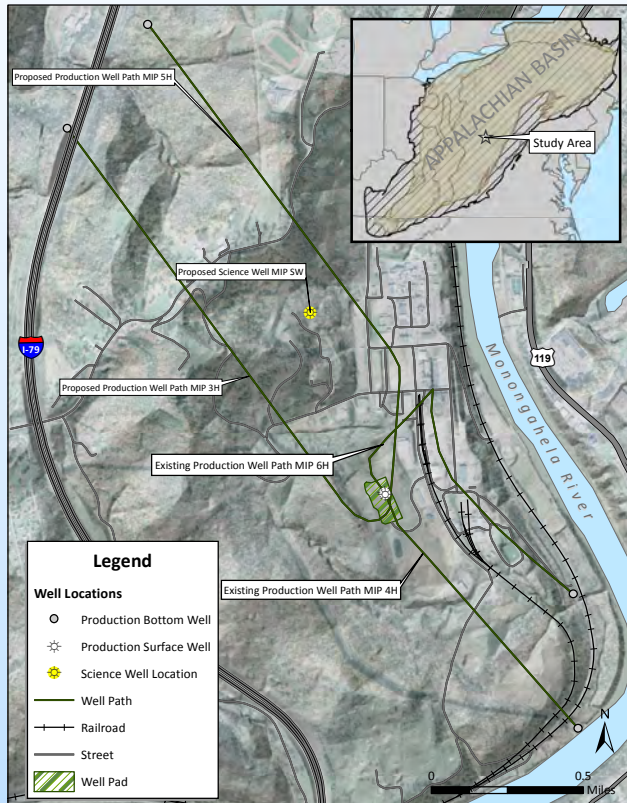 Proposed Production Well Path MIP 5H
APPALACHIAN BASIN
Study Area
Proposed Science Well MIP SW
I-79
119
Monongahela River
Proposed Production Well Path MIP 3H
Existing Production Well Path MIP 6H
Existing Production Well Path MIP 4H
Legend
Well Locations
Production Bottom Well
Production Surface Well
Science Well Location
Well Path
Railroad
Street
Well Pad
N
0 0.5
Miles